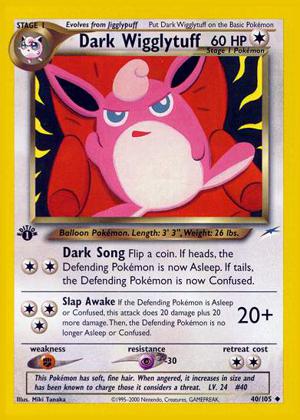 STAGE 1 Evolves from Jigglypuff Put Dark Wigglytuff on the Basic Pokémon
Dark Wigglytuff 60 HP
Stage 1 Pokémon
Balloon Pokémon. Length: 3' 3", Weight: 26 lbs.
EDITION 1
Dark Song Flip a coin. If heads, the
Defending Pokémon is now Asleep. If tails,
the Defending Pokémon is now Confused.
Slap Awake If the Defending Pokémon is Asleep
or Confused, this attack does 20 damage plus 20
more damage. Then, the Defending Pokémon is no
longer Asleep or Confused.
20+
weakness resistance retreat cost
-30
This Pokémon has soft, fine hair. When angered, it increases in size and
has been known to charge those it considers a threat. LV. 24 #40
Illus. Miki Tanaka ©1995-2000 Nintendo, Creatures, GAMEFREAK. 40/105